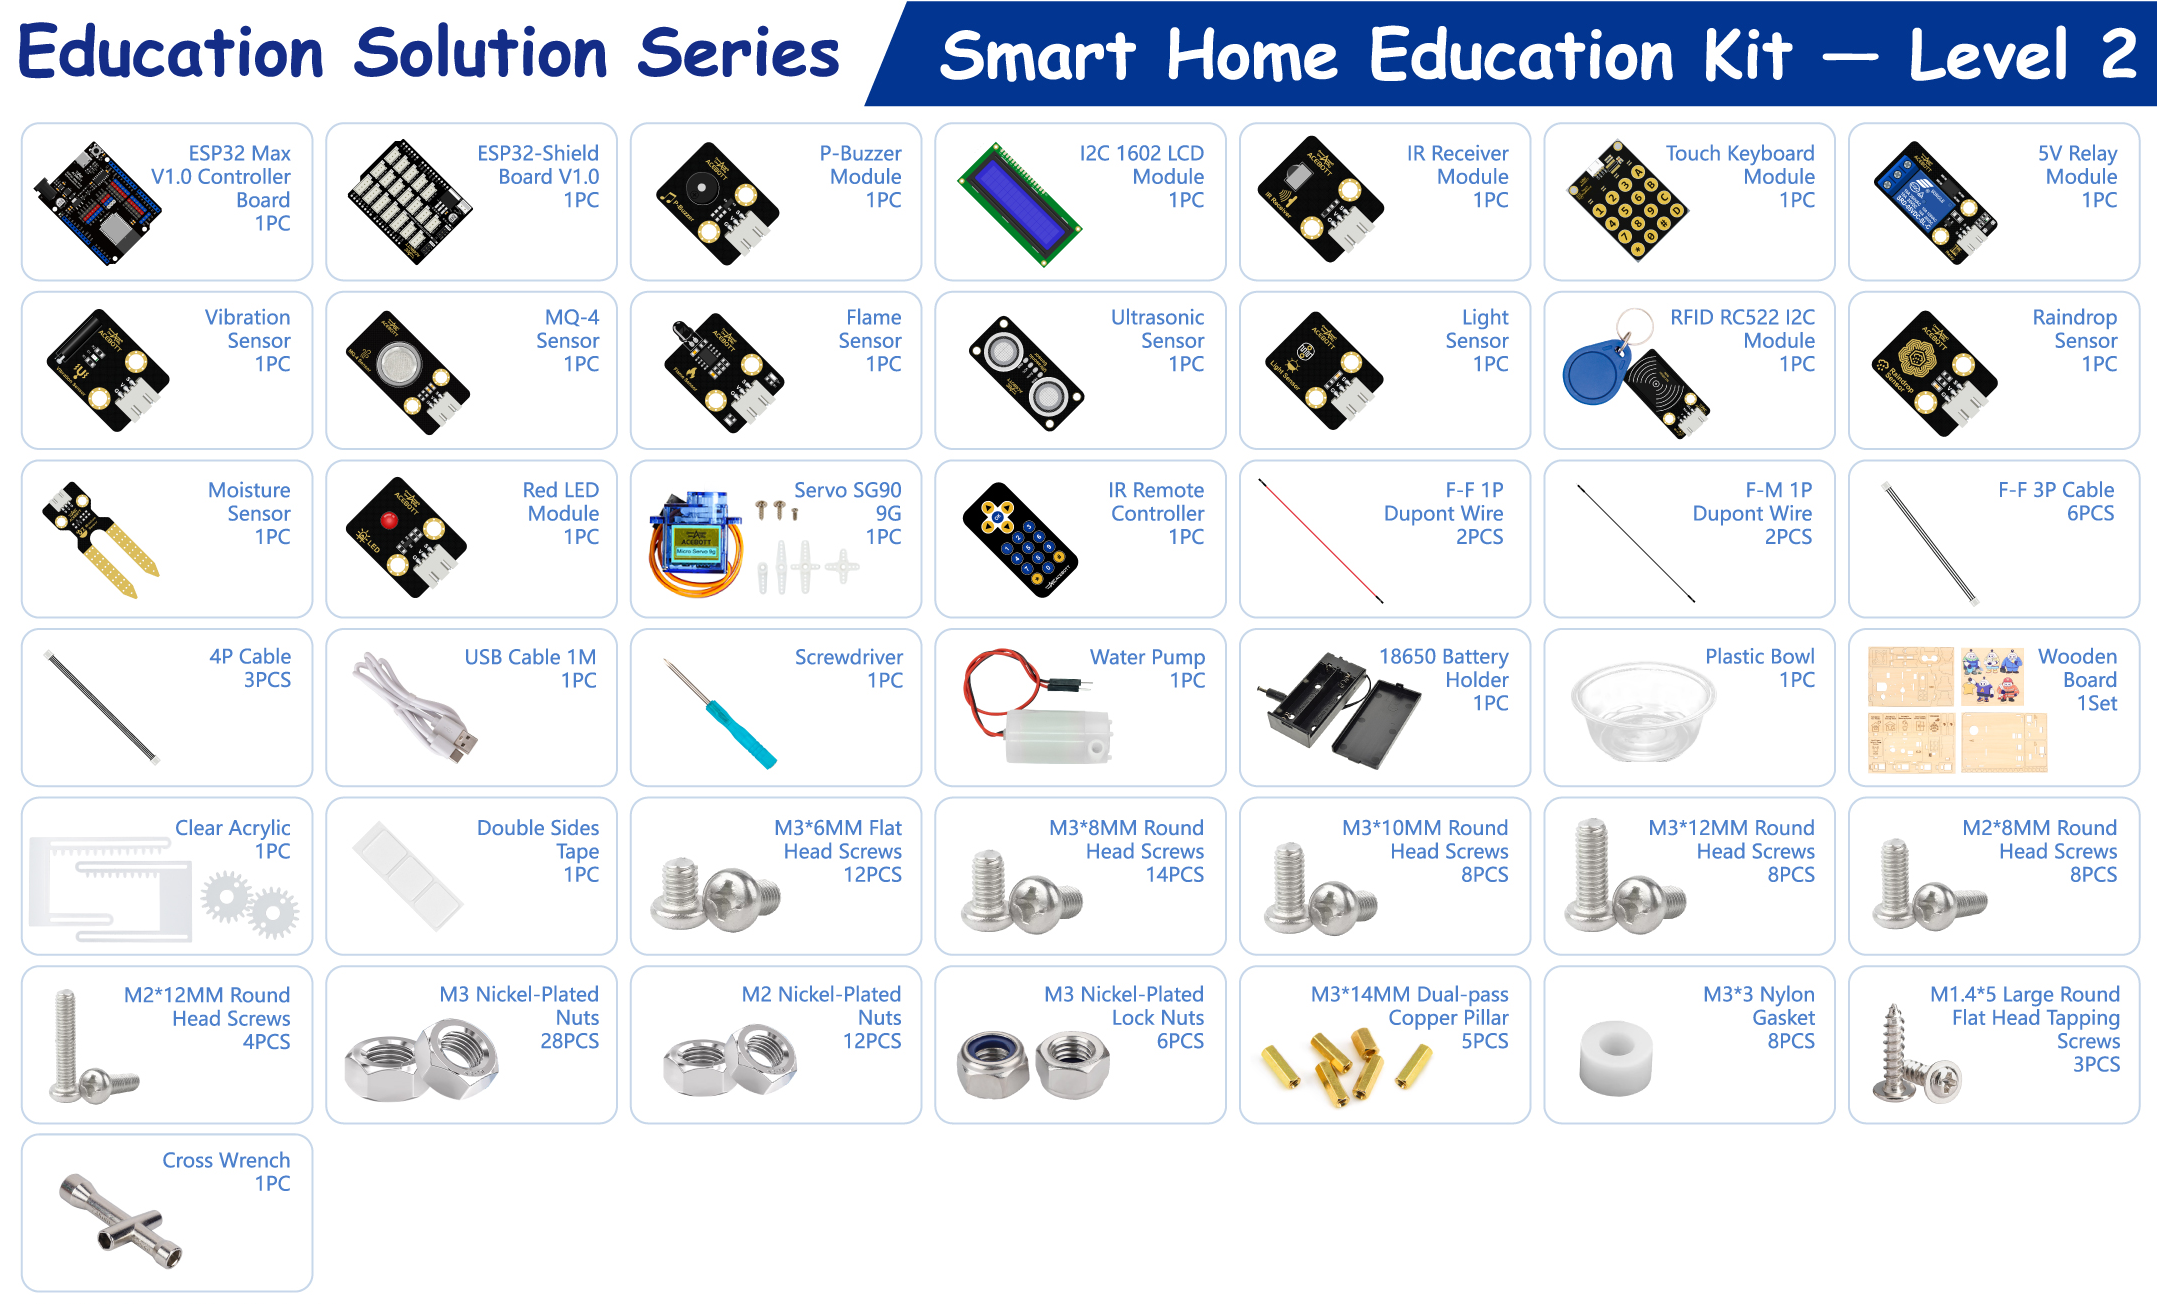 Education Solution Series
Smart Home Education Kit — Level 2
ESP32 Max
V1.0 Controller
Board
1PC
ESP32-Shield
Board V1.0
1PC
P-Buzzer
Module
1PC
I2C 1602 LCD
Module
1PC
IR Receiver
Module
1PC
Touch Keyboard
Module
1PC
5V Relay
Module
1PC
Vibration
Sensor
1PC
MQ-4
Sensor
1PC
Flame
Sensor
1PC
Ultrasonic
Sensor
1PC
Light
Sensor
1PC
RFID RC522 I2C
Module
1PC
Raindrop
Sensor
1PC
Moisture
Sensor
1PC
Red LED
Module
1PC
Servo SG90
9G
1PC
IR Remote
Controller
1PC
F-F 1P
Dupont Wire
2PCS
F-M 1P
Dupont Wire
2PCS
F-F 3P Cable
6PCS
4P Cable
3PCS
USB Cable 1M
1PC
Screwdriver
1PC
Water Pump
1PC
18650 Battery
Holder
1PC
Plastic Bowl
1PC
Wooden
Board
1Set
Clear Acrylic
1PC
Double Sides
Tape
1PC
M3*6MM Flat
Head Screws
12PCS
M3*8MM Round
Head Screws
14PCS
M3*10MM Round
Head Screws
8PCS
M3*12MM Round
Head Screws
8PCS
M2*8MM Round
Head Screws
8PCS
M2*12MM Round
Head Screws
4PCS
M3 Nickel-Plated
Nuts
28PCS
M2 Nickel-Plated
Nuts
12PCS
M3 Nickel-Plated
Lock Nuts
6PCS
M3*14MM Dual-pass
Copper Pillar
5PCS
M3*3 Nylon
Gasket
8PCS
M1.4*5 Large Round
Flat Head Tapping
Screws
3PCS
Cross Wrench
1PC